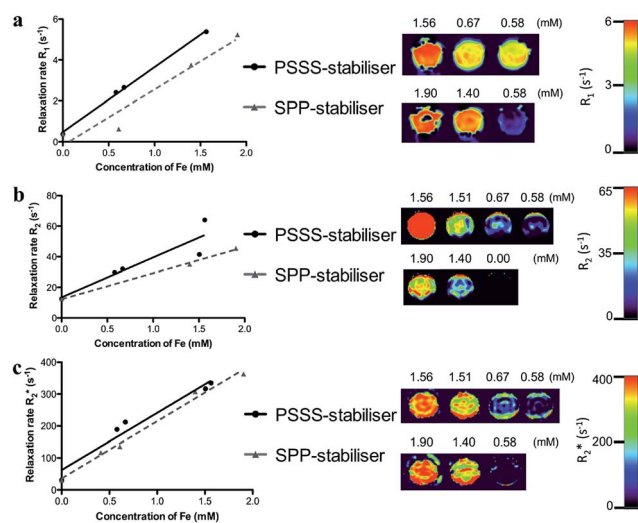 a
6
4
2
0
Relaxation rate R1 (s-1)
0.0 0.5 1.0 1.5 2.0
Concentration of Fe (mM)
PSSS-stabiliser
SPP-stabiliser
1.56 0.67 0.58 (mM)
1.90 1.40 0.58
6
3
0
R1 (s-1)
b
80
60
40
20
0
Relaxation rate R2 (s-1)
0.0 0.5 1.0 1.5 2.0
Concentration of Fe (mM)
PSSS-stabiliser
SPP-stabiliser
1.56 1.51 0.67 0.58 (mM)
1.90 1.40 0.00 (mM)
65
30
0
R2 (s-1)
c
400
300
200
100
0
Relaxation rate R2* (s-1)
0.0 0.5 1.0 1.5 2.0
Concentration of Fe (mM)
PSSS-stabiliser
SPP-stabiliser
1.56 1.51 0.67 0.58 (mM)
1.90 1.40 0.58
400
200
0
R2* (s-1)